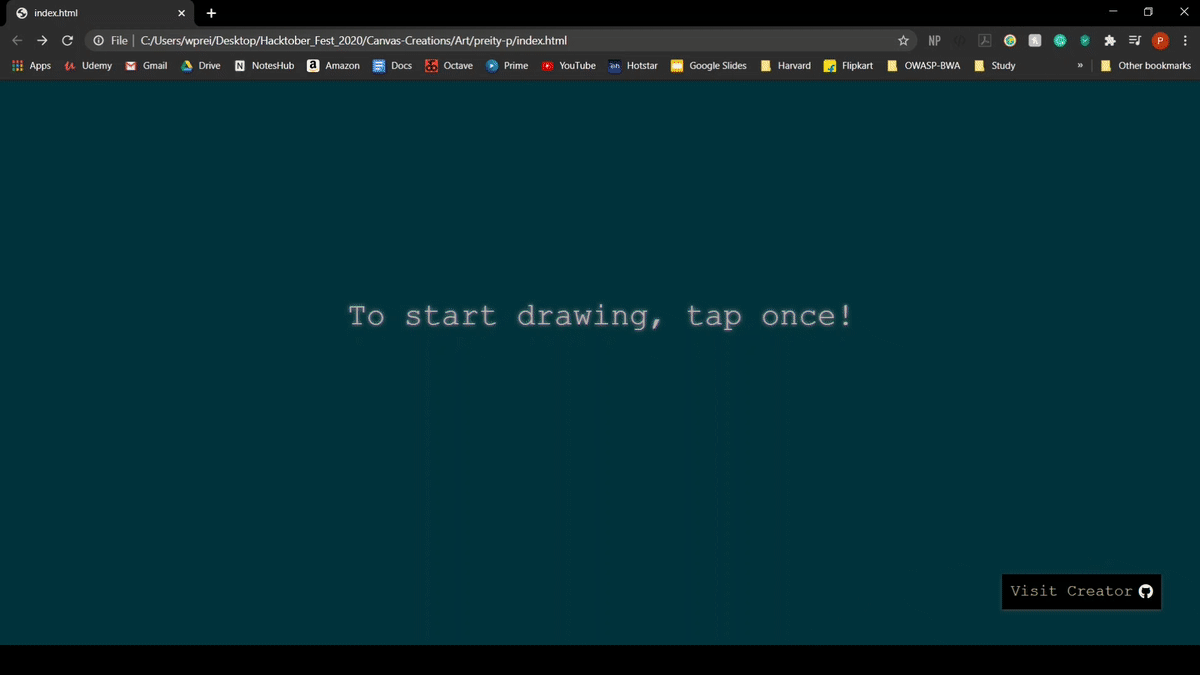 index.html
File | C:/Users/wprei/Desktop/Hacktober_Fest_2020/Canvas-Creations/Art/preity-p/index.html
NP
P
Apps Udemy Gmail Drive NotesHub Amazon Docs Octave Prime YouTube Hotstar Google Slides Harvard Flipkart OWASP-BWA Study » Other bookmarks
To start drawing, tap once!
Visit Creator